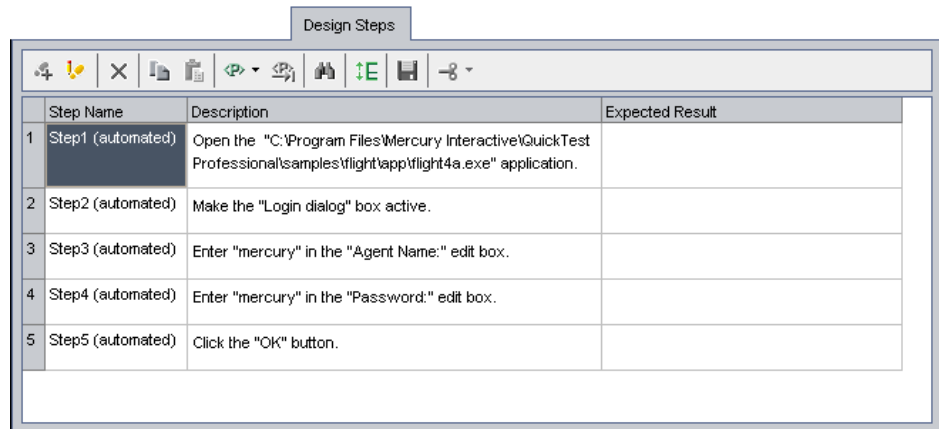 Design Steps
Step Name Description Expected Result
1 Step1 (automated) Open the "C:\Program Files\Mercury Interactive\QuickTest
Professional\samples\flight\app\flight4a.exe" application.
2 Step2 (automated) Make the "Login dialog" box active.
3 Step3 (automated) Enter "mercury" in the "Agent Name:" edit box.
4 Step4 (automated) Enter "mercury" in the "Password:" edit box.
5 Step5 (automated) Click the "OK" button.